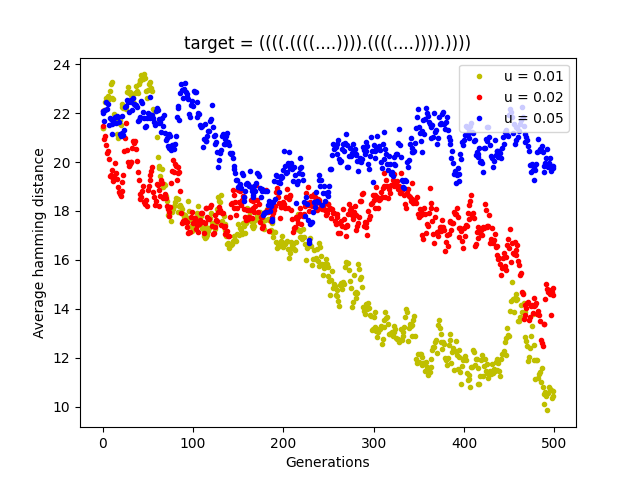 target = ((((.((((....)))).((((....)))).))))
24
22
20
18
16
14
12
10
Average hamming distance
0
100
200
300
400
500
Generations
u = 0.01
u = 0.02
u = 0.05